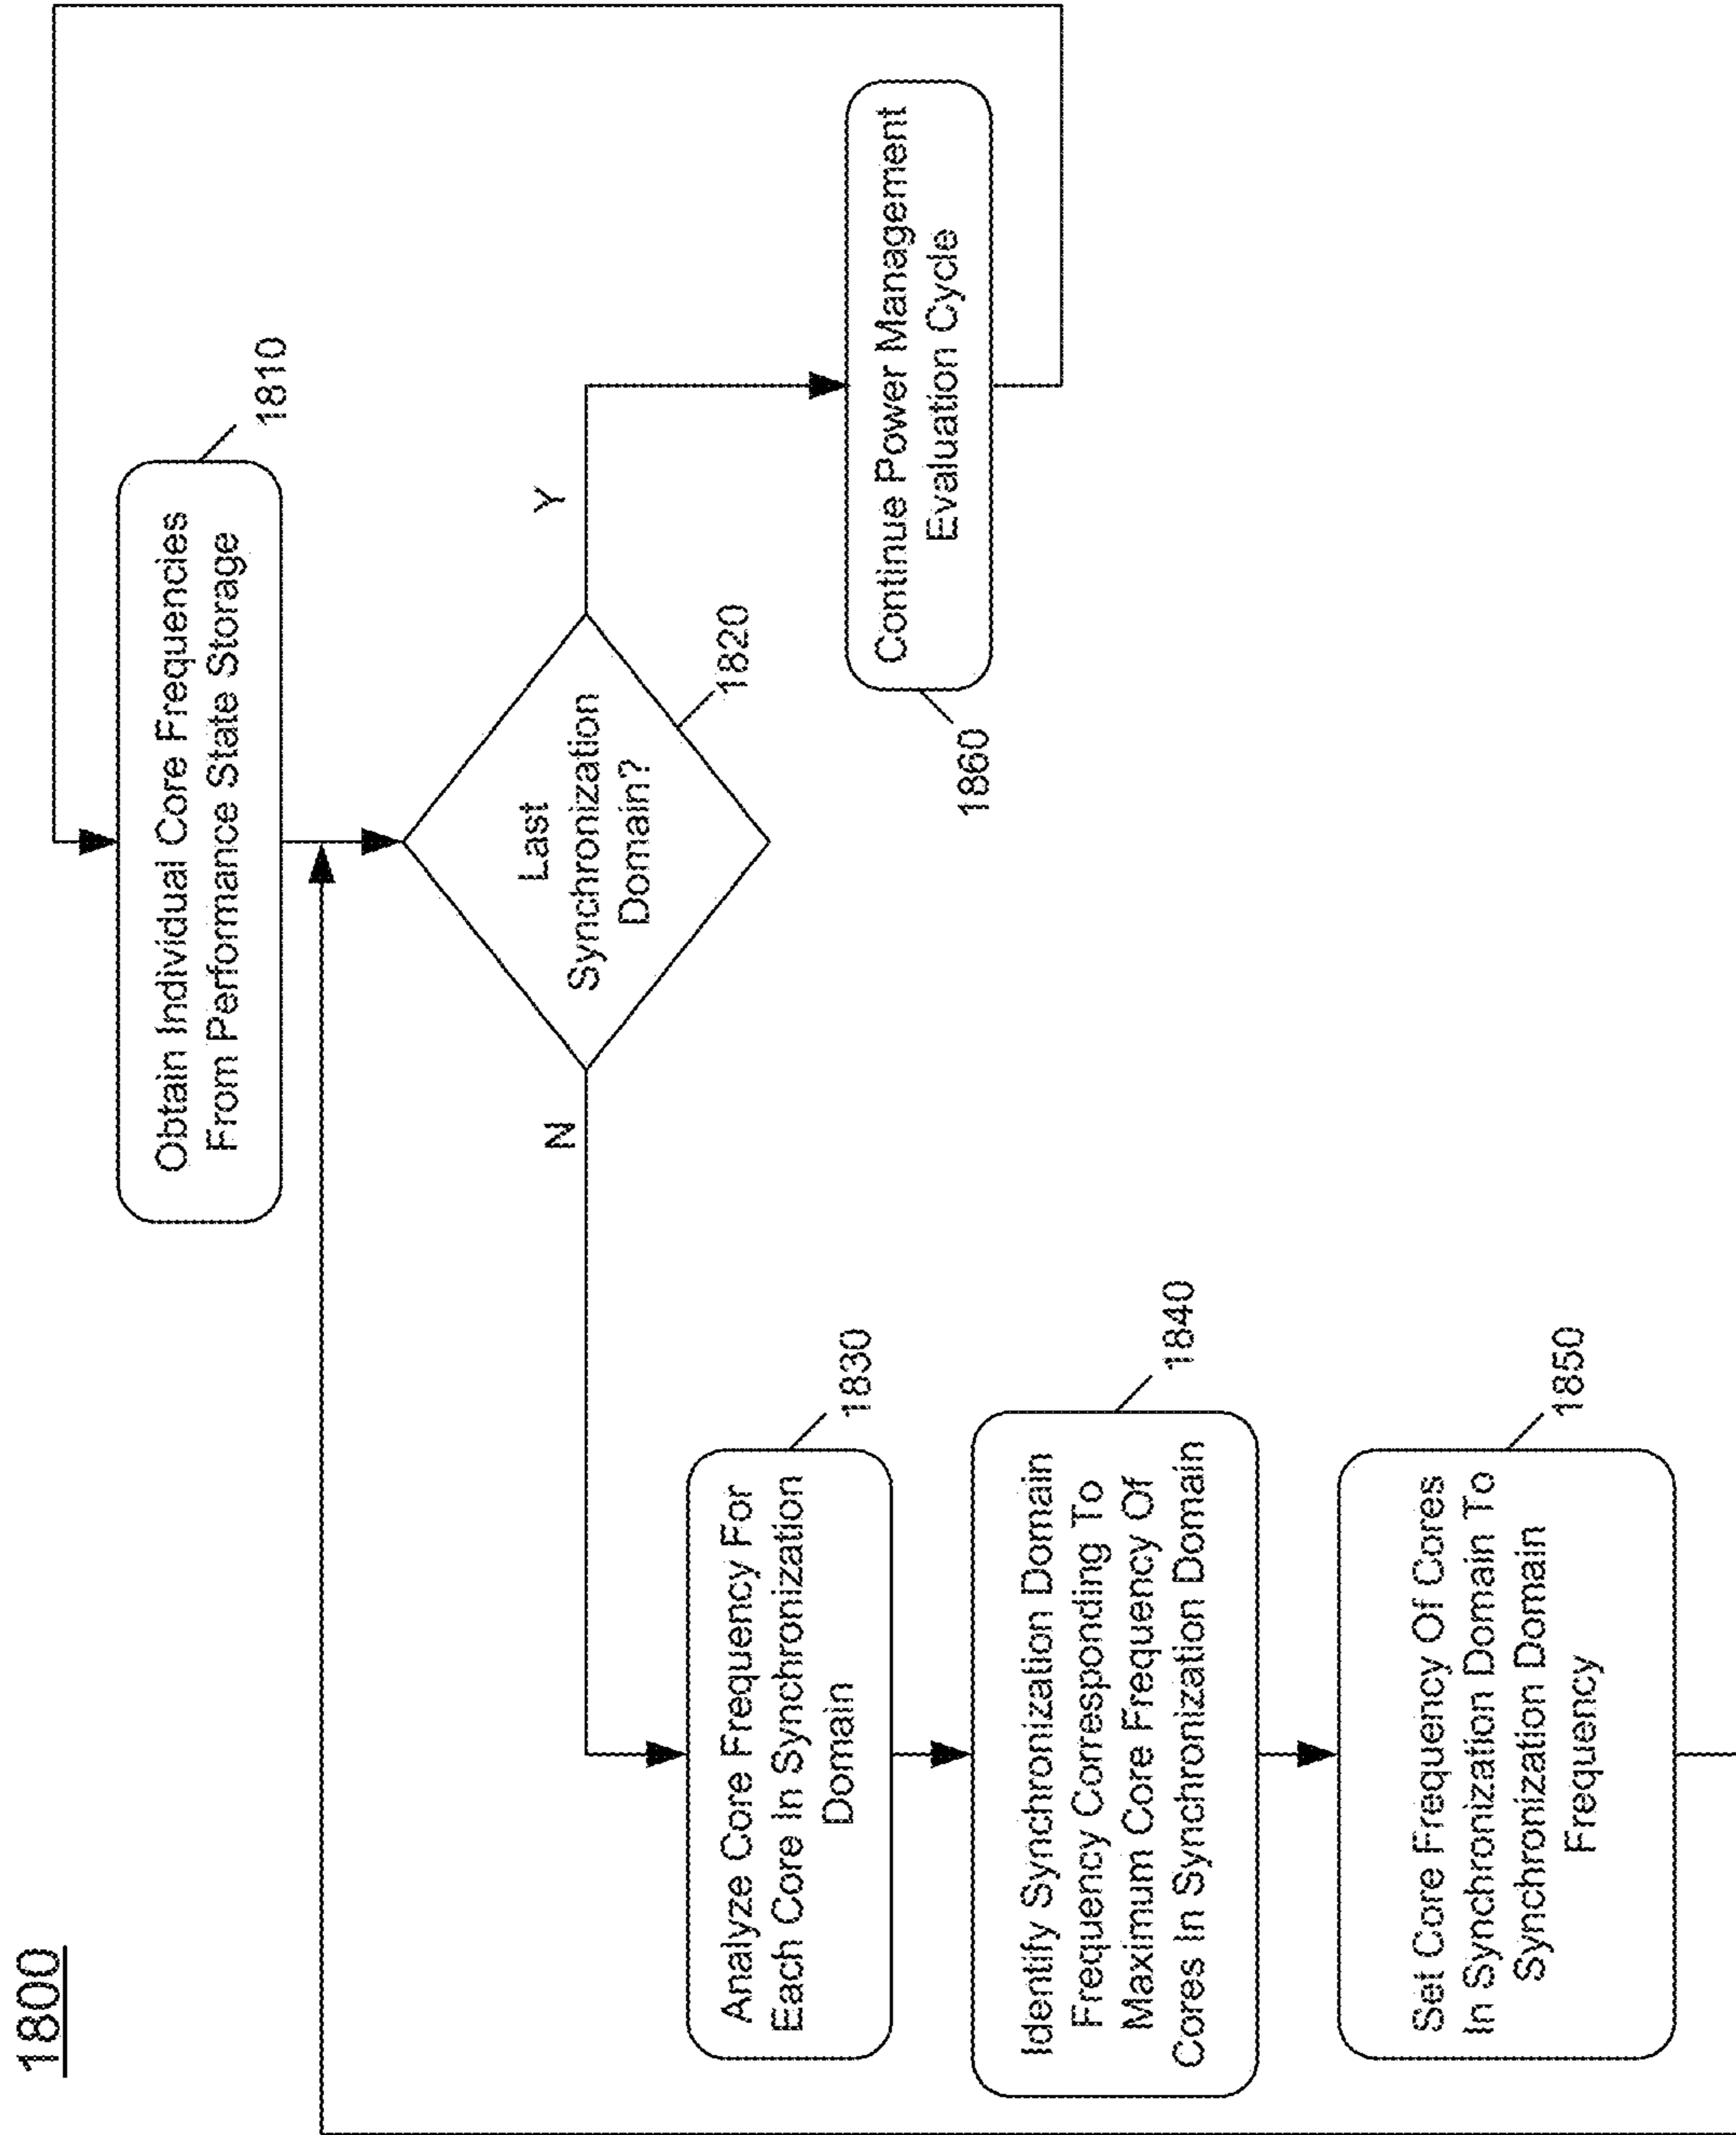 1800
Obtain Individual Core Frequencies
From Performance State Storage
1810
Last
Synchronization
Domain?
1820
N
Y
Analyze Core Frequency For
Each Core In Synchronization
Domain
1830
Continue Power Management
Evaluation Cycle
1860
Identify Synchronization Domain
Frequency Corresponding To
Maximum Core Frequency Of
Cores In Synchronization Domain
1840
Set Core Frequency Of Cores
In Synchronization Domain To
Synchronization Domain
Frequency
1850